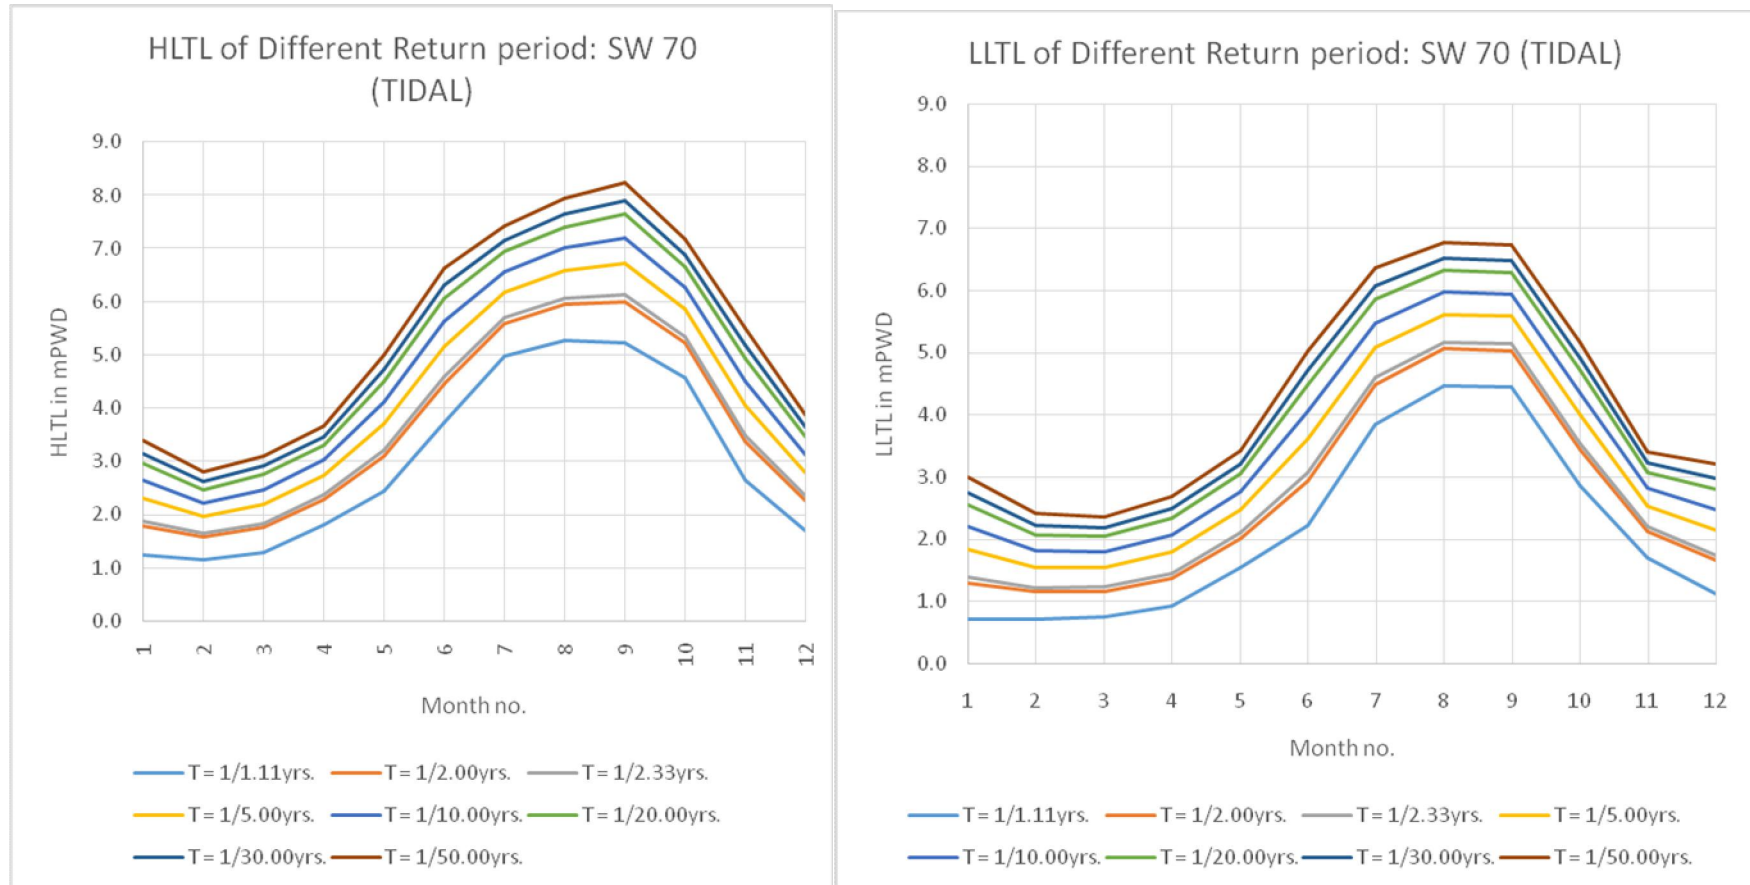 HLTL of Different Return period: SW 70
(TIDAL)
9.0
8.0
7.0
6.0
5.0
4.0
3.0
2.0
1.0
0.0
HLTL in mPWD
1 2 3 4 5 6 7 8 9 10 11 12
Month no.
T = 1/1.11yrs. T = 1/2.00yrs. T = 1/2.33yrs.
T = 1/5.00yrs. T = 1/10.00yrs. T = 1/20.00yrs.
T = 1/30.00yrs. T = 1/50.00yrs.
LLTL of Different Return period: SW 70 (TIDAL)
9.0
8.0
7.0
6.0
5.0
4.0
3.0
2.0
1.0
0.0
LLTL in mPWD
1 2 3 4 5 6 7 8 9 10 11 12
Month no.
T = 1/1.11yrs. T = 1/2.00yrs. T = 1/2.33yrs. T = 1/5.00yrs.
T = 1/10.00yrs. T = 1/20.00yrs. T = 1/30.00yrs. T = 1/50.00yrs.